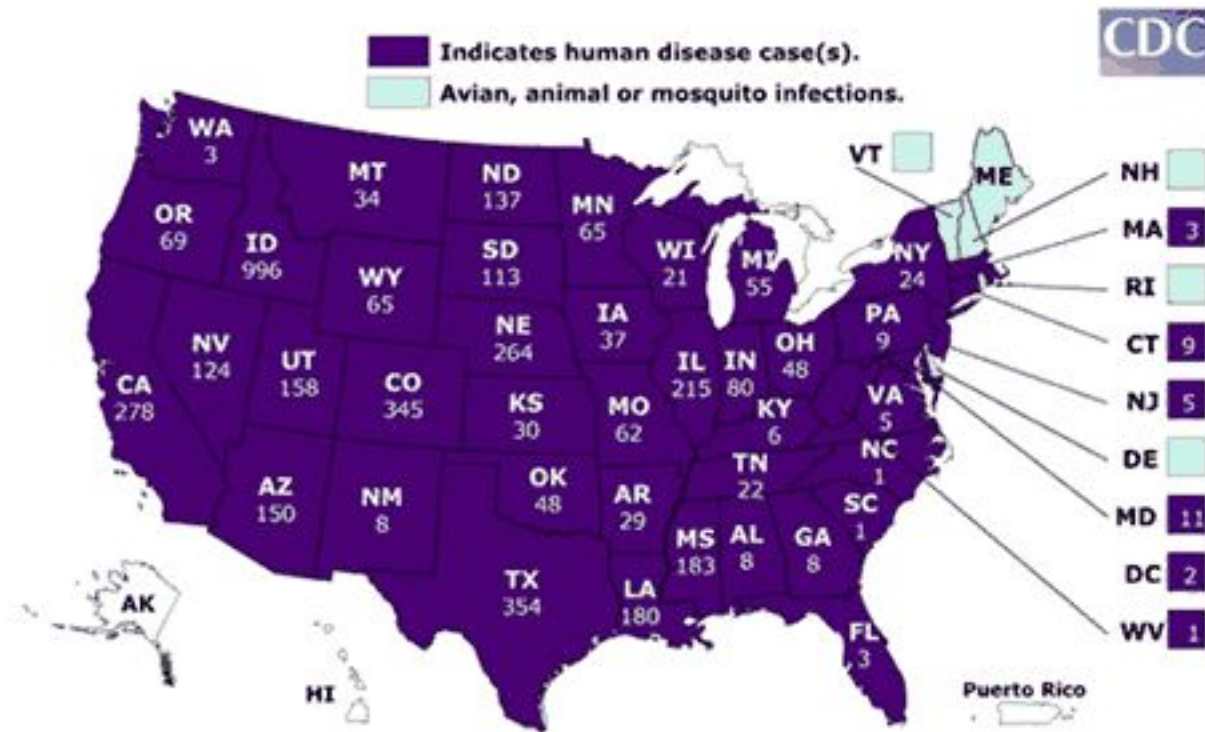 CDC
Indicates human disease case(s).
Avian, animal or mosquito infections.
WA
3
MT
34
ND
137
MN
65
VT
ME
NH
OR
69
ID
996
SD
113
WI
21
MI
55
NY
24
MA 3
WY
65
RI
IA
37
PA
9
NE
264
OH
48
CT 9
NV
124
UT
158
IL
215
IN
80
CA
278
CO
345
KS
30
MO
62
KY
6
VA
5
NJ 5
NC
1
DE
TN
22
AZ
150
NM
8
OK
48
AR
29
SC
1
MD 11
MS
183
AL
8
GA
8
DC 2
TX
354
LA
180
AK
FL
3
WV 1
HI
Puerto Rico